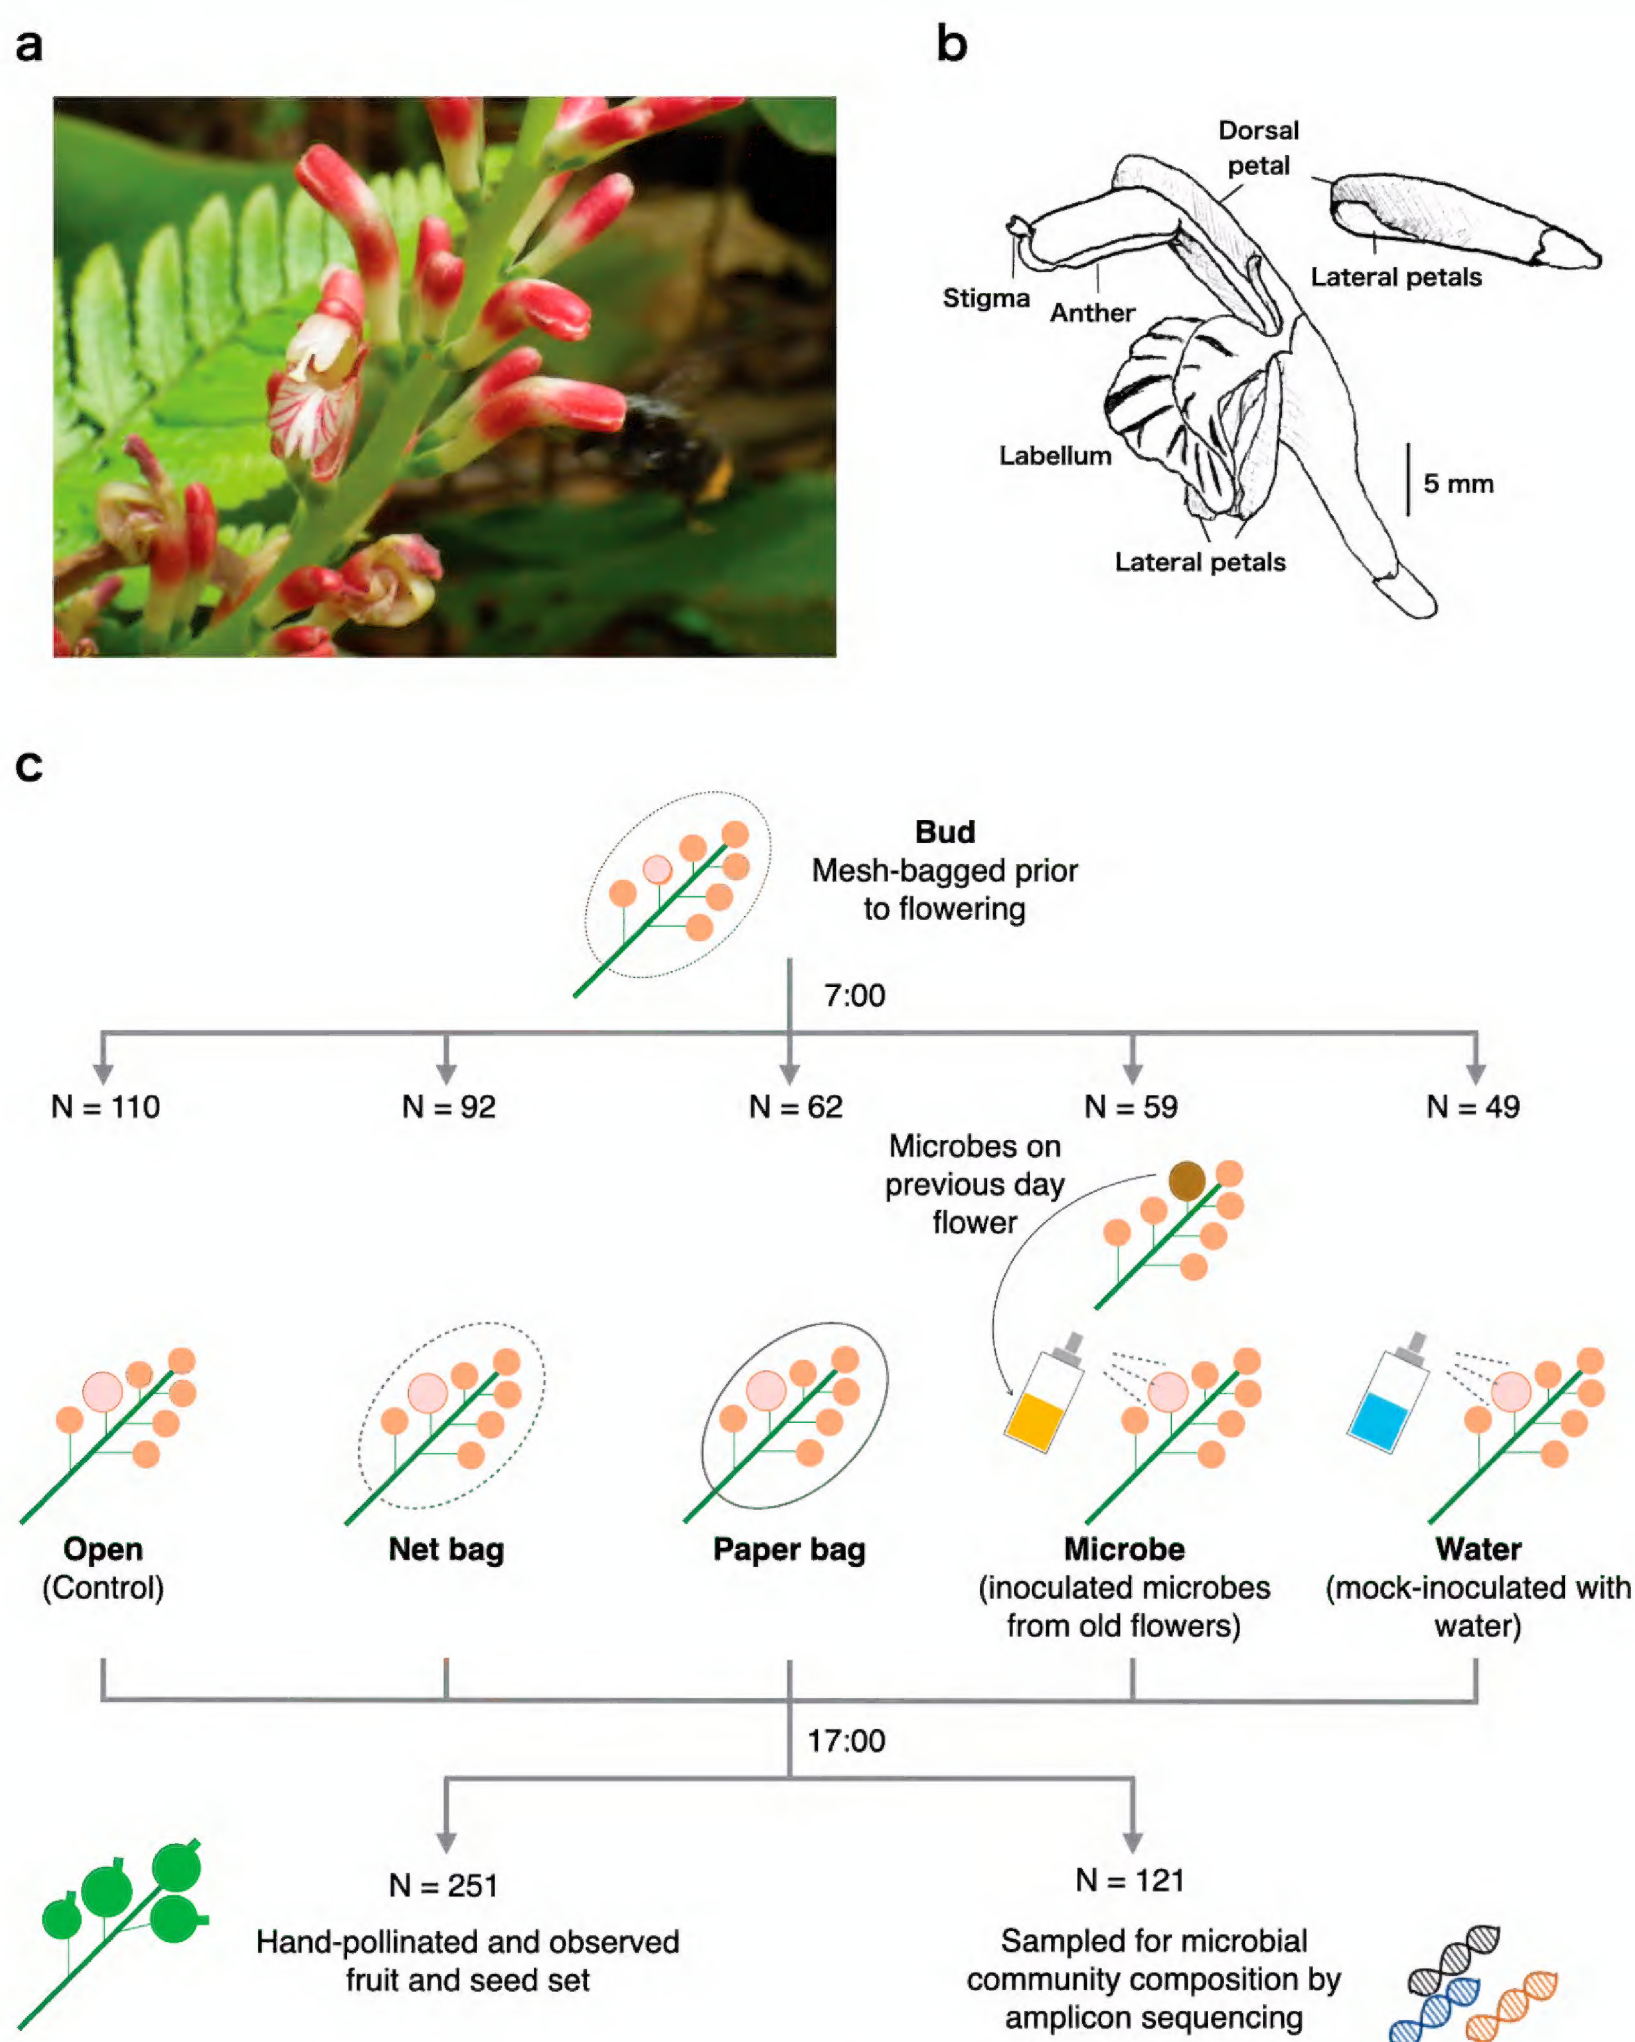 a
b
Dorsal
petal
Lateral petals
Stigma
Anther
Labellum
5 mm
Lateral petals
c
Bud
Mesh-bagged prior
to flowering
7:00
N = 110
N = 92
N = 62
N = 59
N = 49
Microbes on
previous day
flower
Open
(Control)
Net bag
Paper bag
Microbe
(inoculated microbes
from old flowers)
Water
(mock-inoculated with
water)
17:00
N = 251
Hand-pollinated and observed
fruit and seed set
N = 121
Sampled for microbial
community composition by
amplicon sequencing